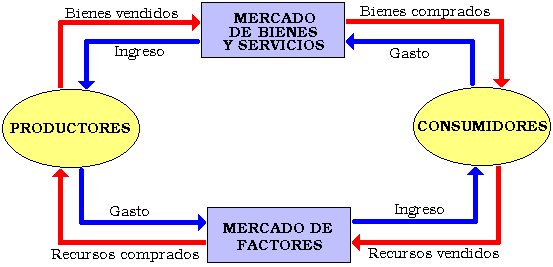 Bienes vendidos
MERCADO
DE BIENES
Y SERVICIOS
Bienes comprados
Ingreso
Gasto
PRODUCTORES
CONSUMIDORES
Gasto
MERCADO DE
FACTORES
Ingreso
Recursos comprados
Recursos vendidos